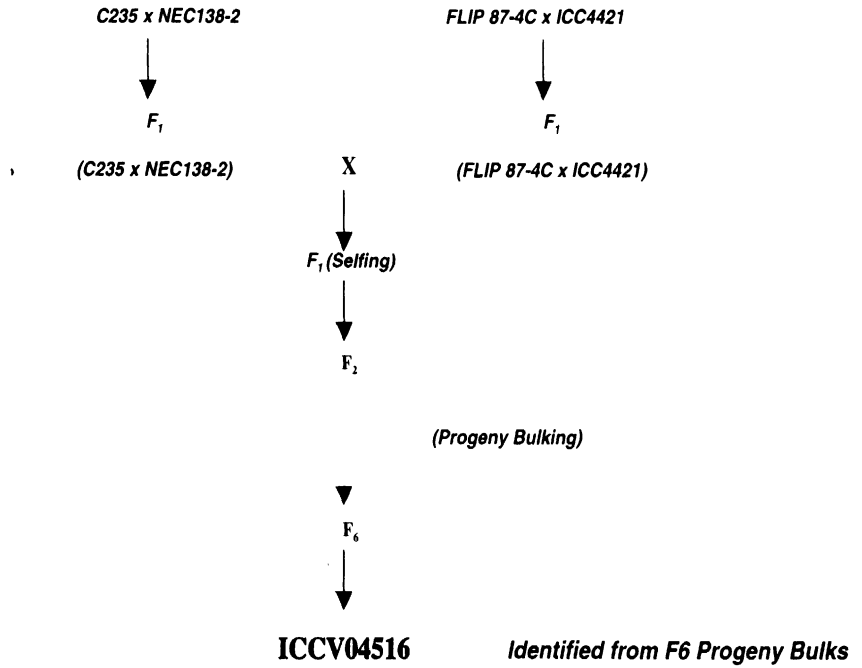 C235 x NEC138-2 FLIP 87-4C x ICC4421
F1 F1
(C235 x NEC138-2) X (FLIP 87-4C x ICC4421)
F1 (Selfing)
F2
(Progeny Bulking)
F6
ICCV04516 Identified from F6 Progeny Bulks